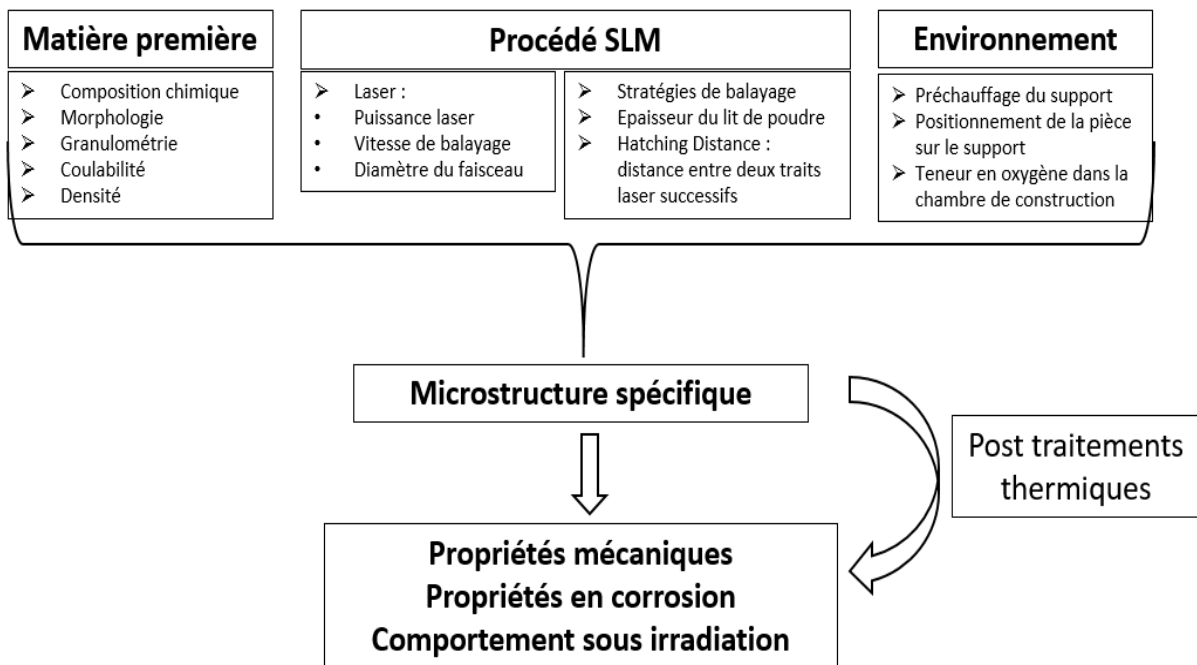 Matière première
➢ Composition chimique
➢ Morphologie
➢ Granulométrie
➢ Coulabilité
➢ Densité
Procédé SLM
➢ Laser :
• Puissance laser
• Vitesse de balayage
• Diamètre du faisceau
➢ Stratégies de balayage
➢ Epaisseur du lit de poudre
➢ Hatching Distance :
distance entre deux traits
laser successifs
Environnement
➢ Préchauffage du support
➢ Positionnement de la pièce
sur le support
➢ Teneur en oxygène dans la
chambre de construction
Microstructure spécifique
Post traitements
thermiques
Propriétés mécaniques
Propriétés en corrosion
Comportement sous irradiation